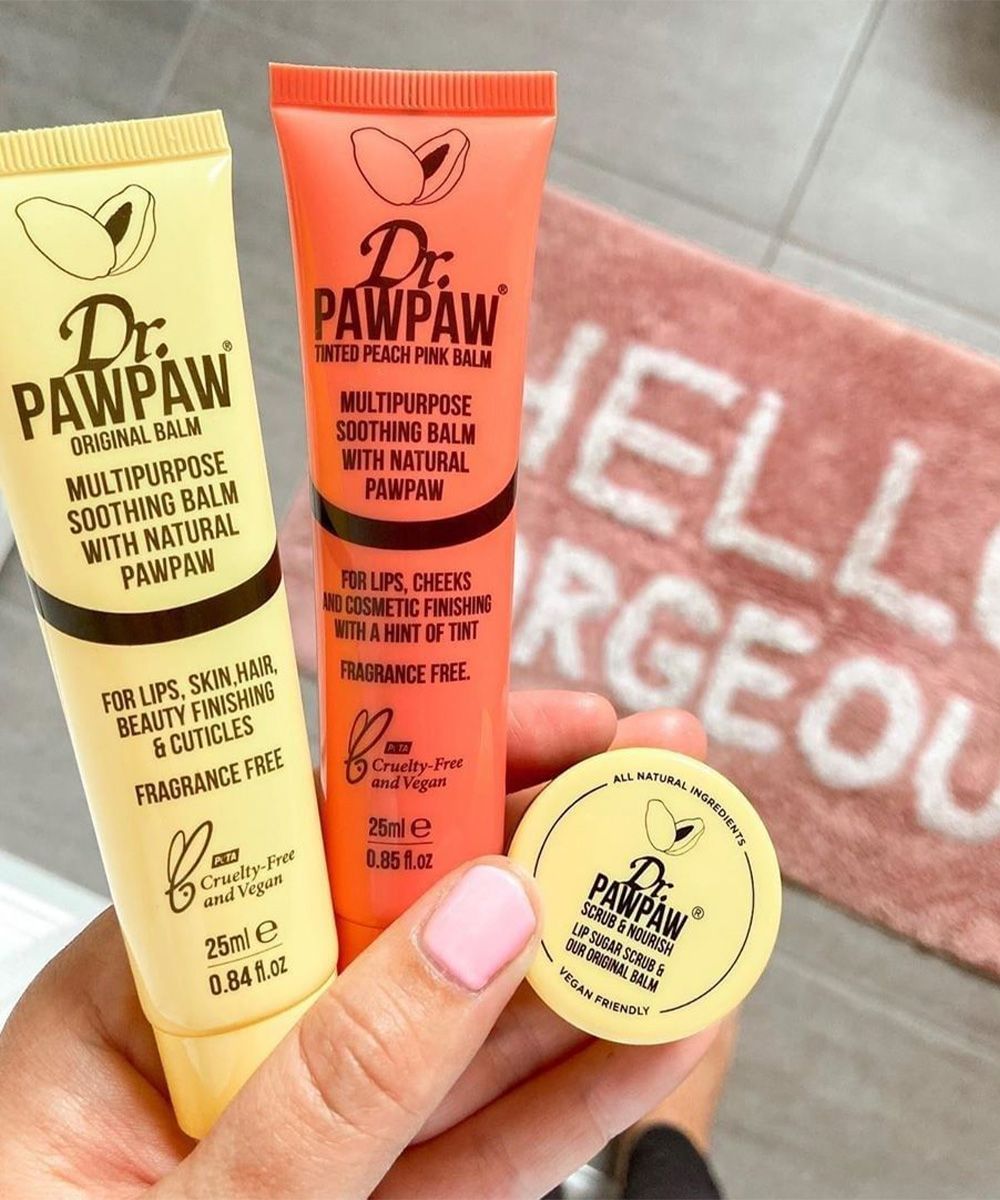 Dr.
PAWPAW®
ORIGINAL BALM
MULTIPURPOSE
SOOTHING BALM
WITH NATURAL
PAWPAW
FOR LIPS, SKIN, HAIR,
BEAUTY FINISHING
& CUTICLES
FRAGRANCE FREE
PeTA
Cruelty-Free
and Vegan
25ml e
0.84 fl.oz
Dr.
PAWPAW®
TINTED PEACH PINK BALM
MULTIPURPOSE
SOOTHING BALM
WITH NATURAL
PAWPAW
FOR LIPS, CHEEKS
AND COSMETIC FINISHING
WITH A HINT OF TINT
FRAGRANCE FREE.
PeTA
Cruelty-Free
and Vegan
25ml e
0.85 fl.oz
ALL NATURAL INGREDIENTS
Dr.
PAWPAW®
SCRUB & NOURISH
LIP SUGAR SCRUB &
OUR ORIGINAL BALM
VEGAN FRIENDLY
HELLO
RGEOU